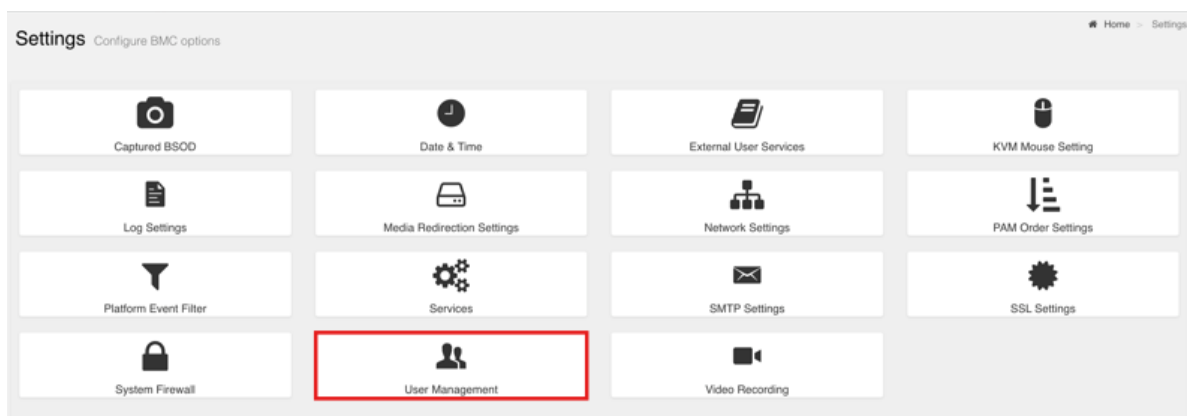 Home > Settings
Settings Configure BMC options
Captured BSOD
Date & Time
External User Services
KVM Mouse Setting
Log Settings
Media Redirection Settings
Network Settings
PAM Order Settings
Platform Event Filter
Services
SMTP Settings
SSL Settings
System Firewall
User Management
Video Recording